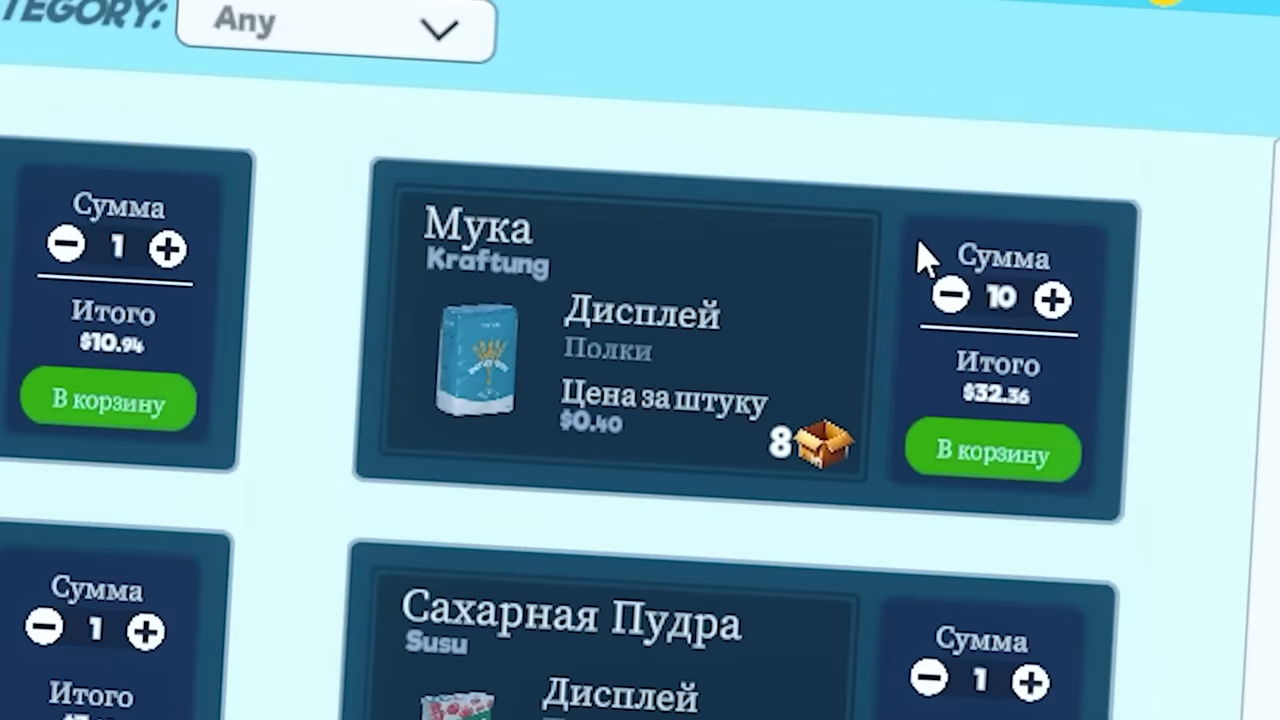 TEGORY:
Any
Сумма
1
Итого
$10.94
В корзину
Мука
Kraftung
Дисплей
Полки
Цена за штуку
$0.40
8
Сумма
10
Итого
$32.36
В корзину
Сумма
1
Итого
Сахарная Пудра
Susu
Дисплей
Сумма
1